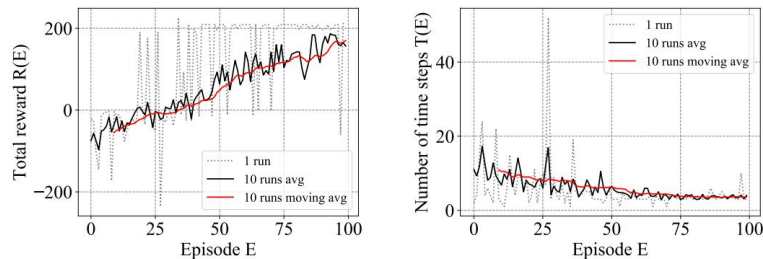 Total reward R(E)
200
0
−200
1 run
10 runs avg
10 runs moving avg
0 25 50 75 100
Episode E
Number of time steps T(E)
40
20
0
1 run
10 runs avg
10 runs moving avg
0 25 50 75 100
Episode E